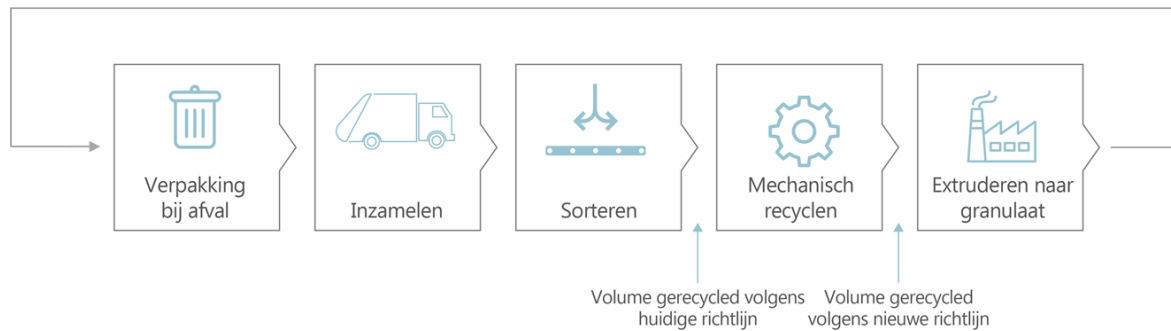 Verpakking
bij afval
Inzamelen
Sorteren
Mechanisch
recyclen
Extruderen naar
granulaat
Volume gerecycled volgens
huidige richtlijn
Volume gerecycled
volgens nieuwe richtlijn